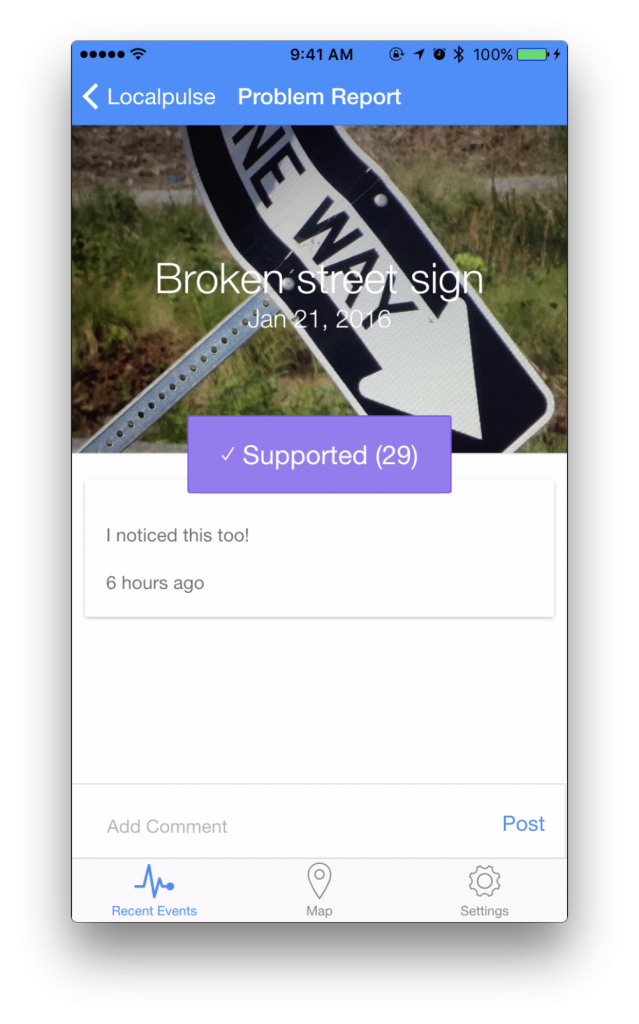 9:41 AM 100%
Localpulse Problem Report
ONE WAY
Broken street sign
Jan 21, 2016
✓ Supported (29)
I noticed this too!
6 hours ago
Add Comment Post
Recent Events Map Settings